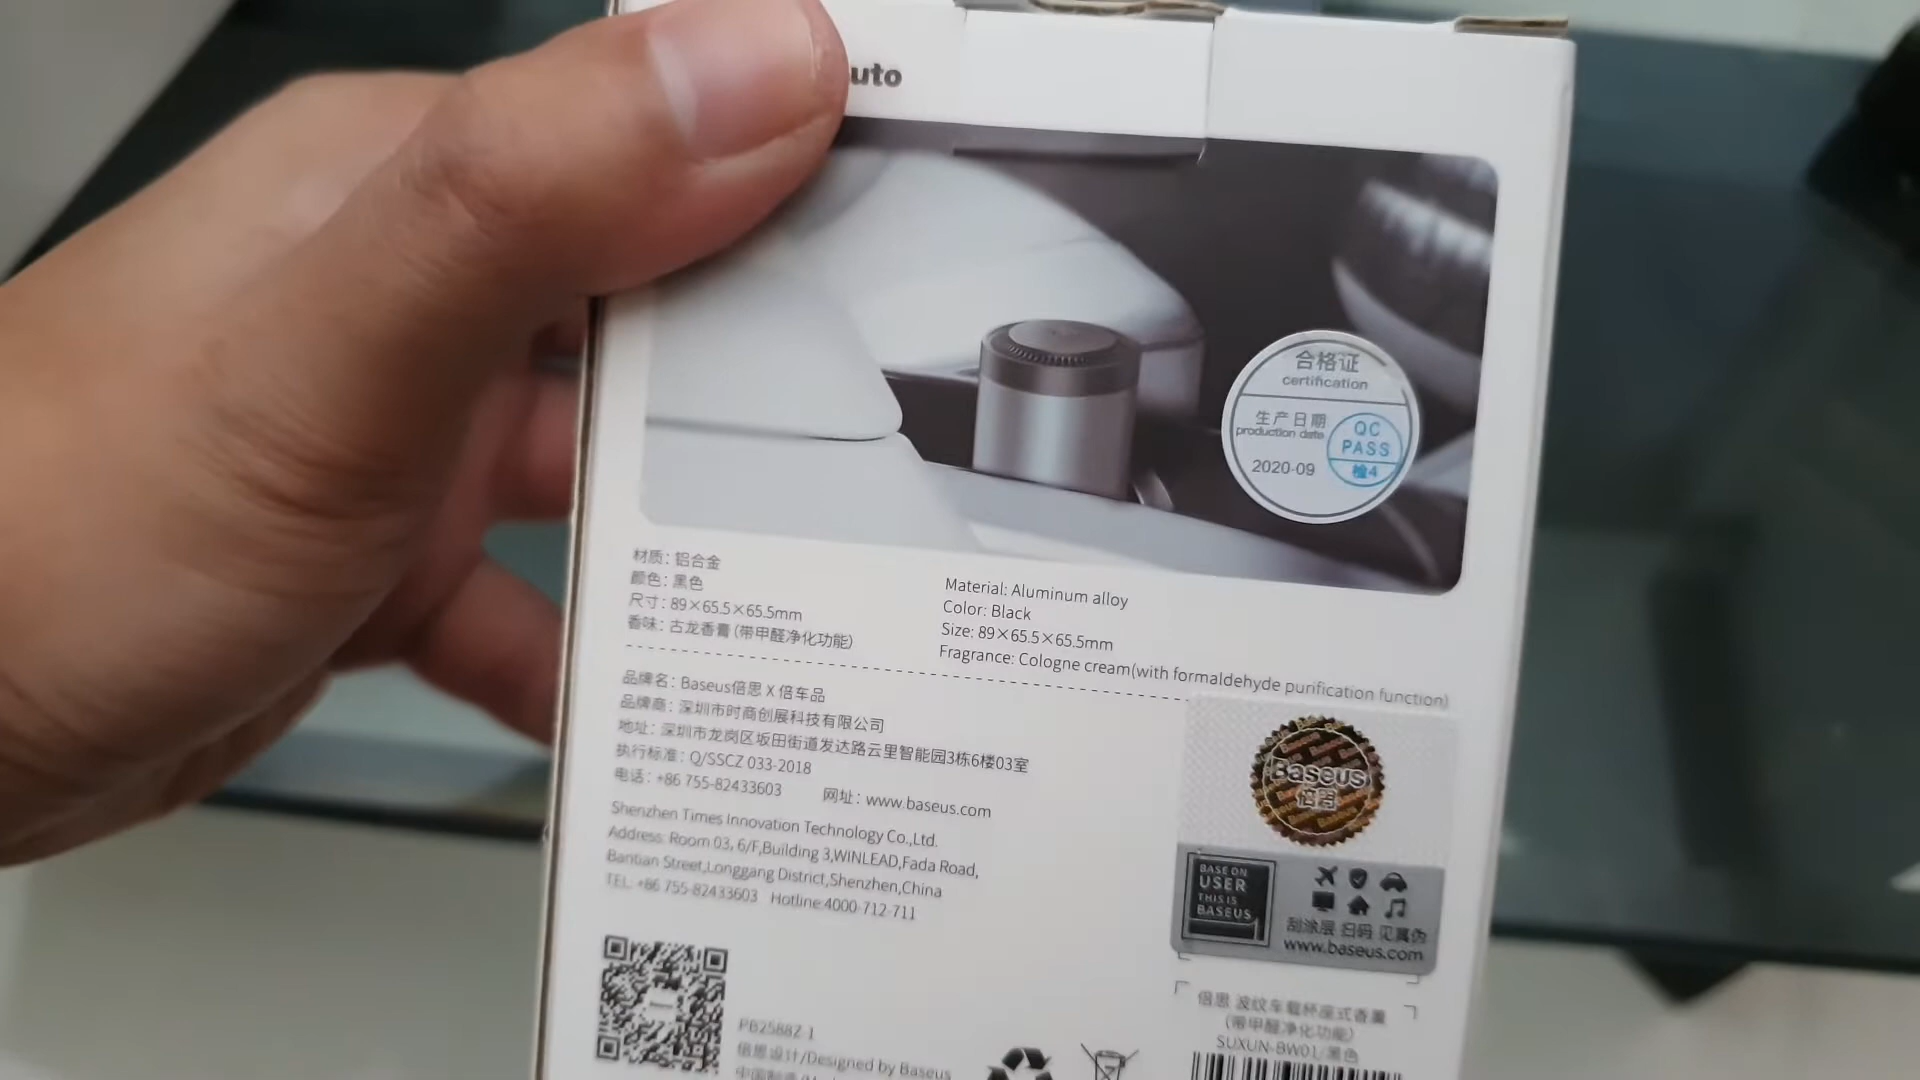 uto
合格证
certification
生产日期
production date
2020-09
QC
PASS
检4
材质: 铝合金
颜色: 黑色
尺寸: 89×65.5×65.5mm
香味: 古龙香膏 (带甲醛净化功能)
Material: Aluminum alloy
Color: Black
Size: 89×65.5×65.5mm
Fragrance: Cologne cream(with formaldehyde purification function)
品牌名: Baseus倍思 X 倍车品
品牌商: 深圳市时商创展科技有限公司
地址: 深圳市龙岗区坂田街道发达路云里智能园3栋6楼03室
执行标准: Q/SSCZ 033-2018
电话: +86 755-82433603 网址: www.baseus.com
Shenzhen Times Innovation Technology Co.,Ltd.
Address: Room 03, 6/F,Building 3,WINLEAD,Fada Road,
Bantian Street,Longgang District,Shenzhen,China
TEL: +86 755-82433603 Hotline:4000-712-711
Baseus
倍思
BASE ON
USER
THIS IS
BASEUS
刮涂层 扫码 见真伪
www.baseus.com
倍思 波纹车载杯座式香薰
(带甲醛净化功能)
SUXUN-BW01/黑色
PB2588Z-1
倍思设计/Designed by Baseus
中国制造/